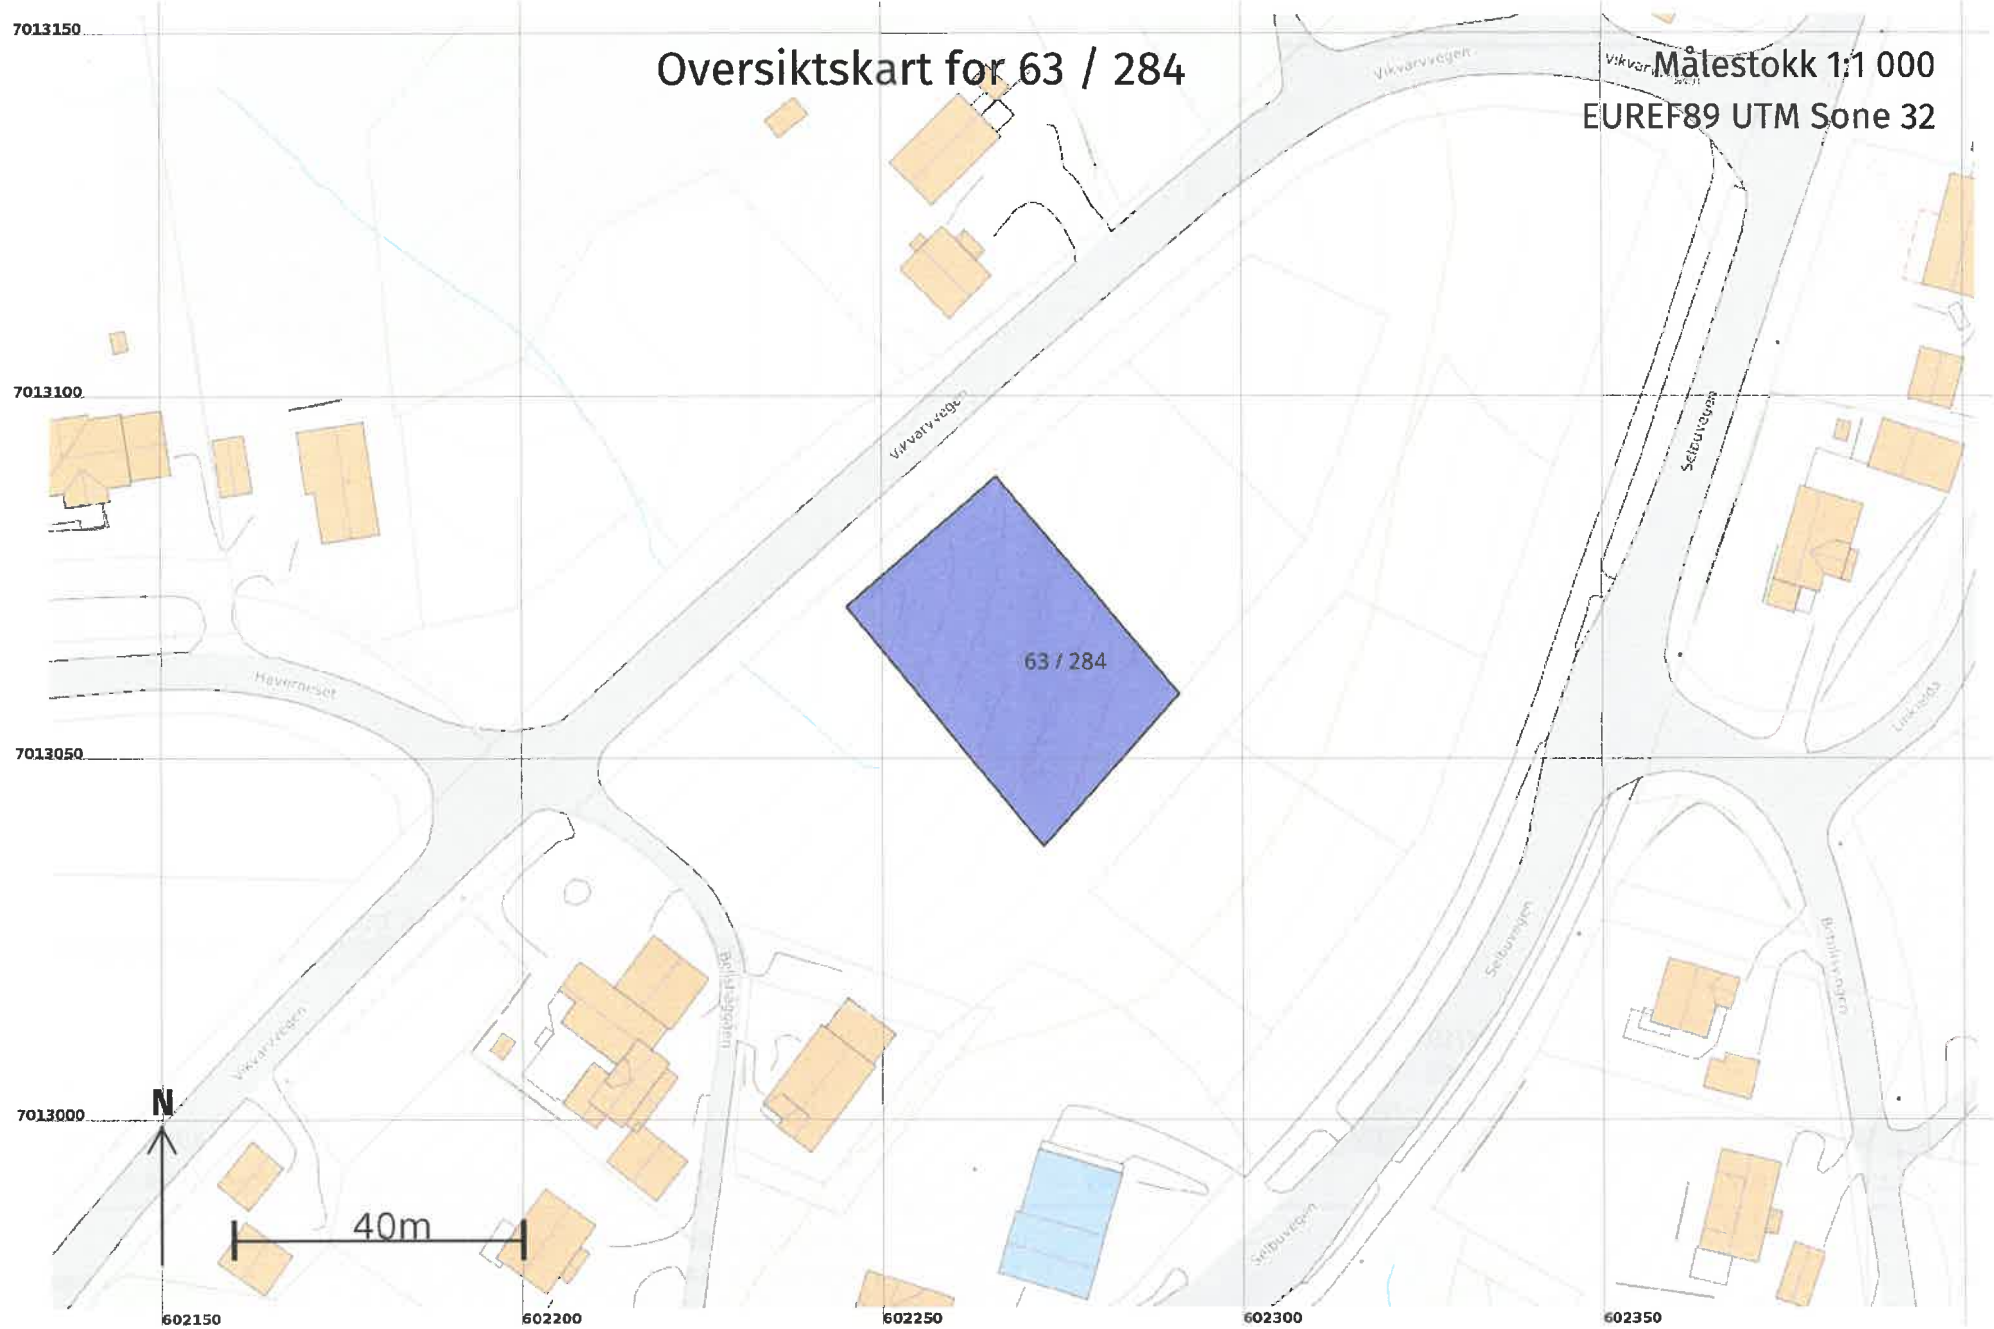 7013150
Oversiktskart for 63 / 284
Målestokk 1:1 000
EUREF89 UTM Sone 32
Vikvarvvegen
7013100
Vikvarvvegen
Selbuvegen
63 / 284
Haverneset
7013050
Selbuvegen
Vikvarvvegen
N
7013000
40m
Selbuvegen
602150
602200
602250
602300
602350